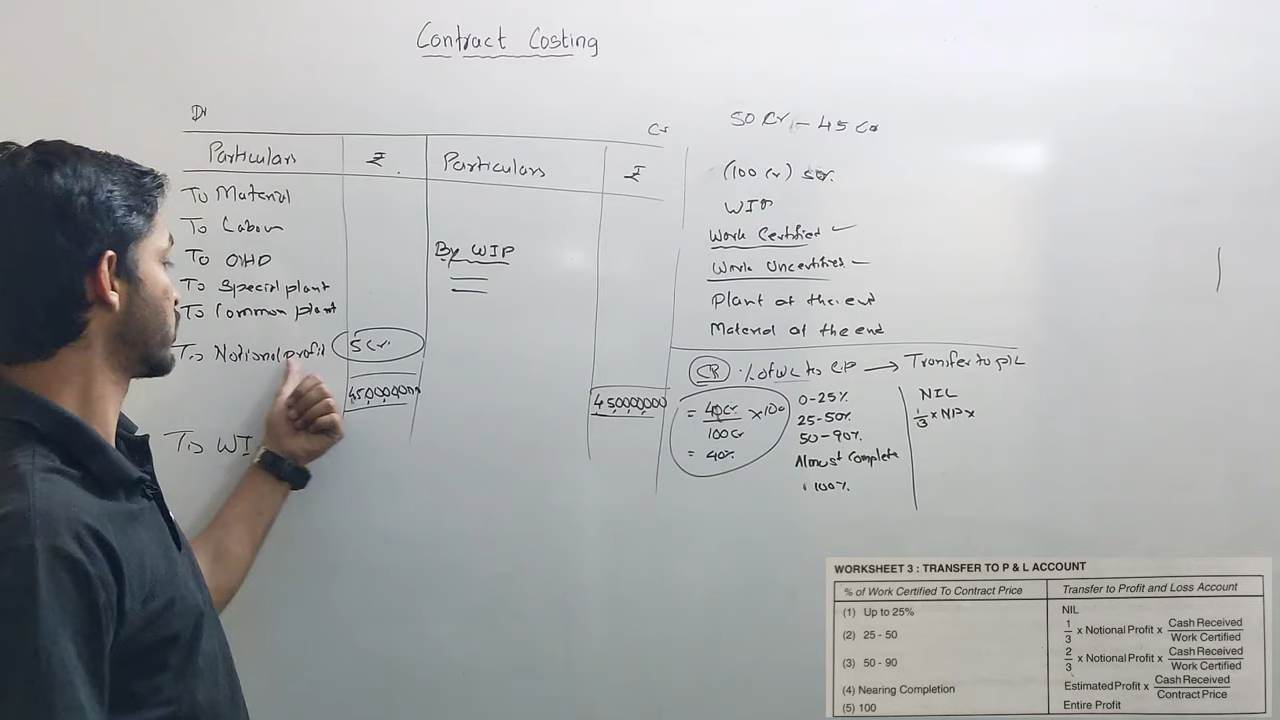 Contract Costing
Dr
Cr
Particulars ₹ Particulars ₹
To Material
To Labour
To OHD
To Special plant
To Common plant
To Notional profit 5 Cr.
450000000
To WI
By WIP
450000000
50 Cr - 45 Cr
(100 Cr)
WIP
Work Certified
Work Uncertified
Plant at the end
Material at the end
% of WC to CP → Transfer to P/L
= 40Cr/100Cr × 100
= 40%
0-25% NIL
25-50% 1/3 × NP ×
50-90%
Almost Complete
100%
WORKSHEET 3 : TRANSFER TO P & L ACCOUNT
% of Work Certified To Contract Price Transfer to Profit and Loss Account
(1) Up to 25% NIL
(2) 25 - 50 1/3 x Notional Profit x Cash Received/Work Certified
(3) 50 - 90 2/3 x Notional Profit x Cash Received/Work Certified
(4) Nearing Completion Estimated Profit x Cash Received/Contract Price
(5) 100 Entire Profit